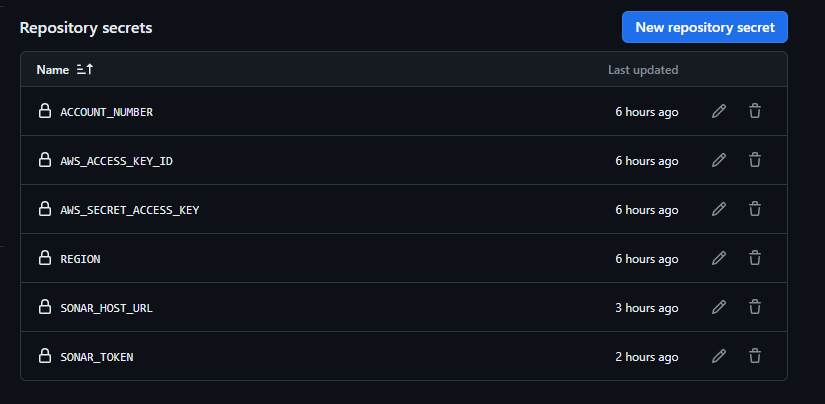 Repository secrets New repository secret
Name Last updated
ACCOUNT_NUMBER 6 hours ago
AWS_ACCESS_KEY_ID 6 hours ago
AWS_SECRET_ACCESS_KEY 6 hours ago
REGION 6 hours ago
SONAR_HOST_URL 3 hours ago
SONAR_TOKEN 2 hours ago